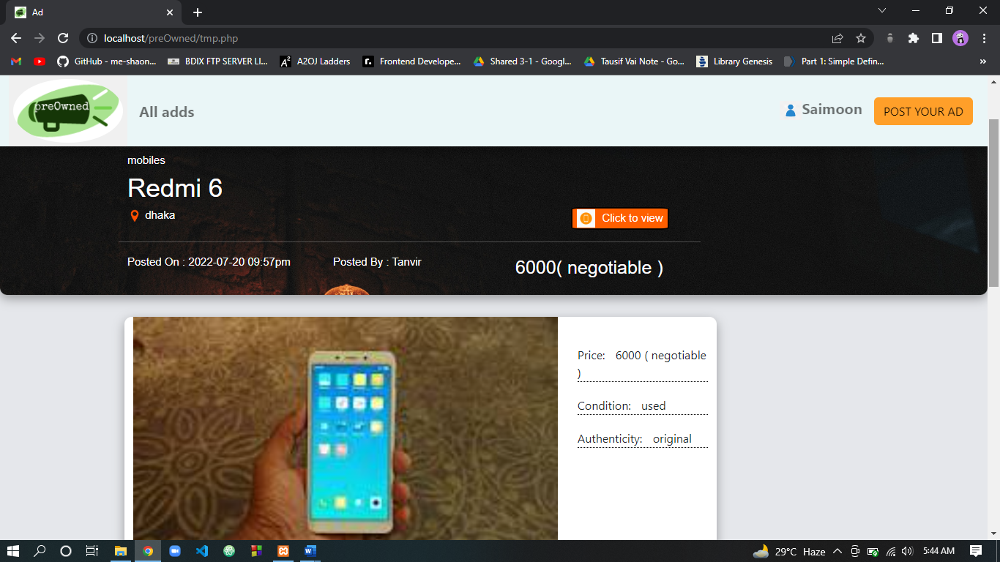 Ad
localhost/preOwned/tmp.php
GitHub - me-shaon...
BDIX FTP SERVER LI...
A2OJ Ladders
Frontend Develope...
Shared 3-1 - Googl...
Tausif Vai Note - Go...
Library Genesis
Part 1: Simple Defin...
»
preOwned
All adds
Saimoon
POST YOUR AD
mobiles
Redmi 6
dhaka
Click to view
Posted On : 2022-07-20 09:57pm
Posted By : Tanvir
6000( negotiable )
Price: 6000 ( negotiable
)
Condition: used
Authenticity: original
29°C Haze
5:44 AM